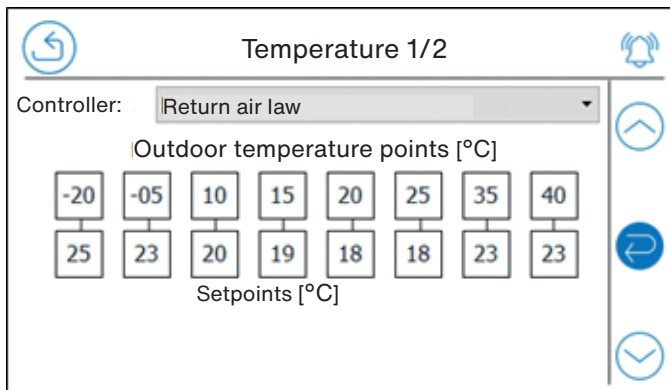 Temperature 1/2
Controller: Return air law
Outdoor temperature points [°C]
-20 -05 10 15 20 25 35 40
25 23 20 19 18 18 23 23
Setpoints [°C]